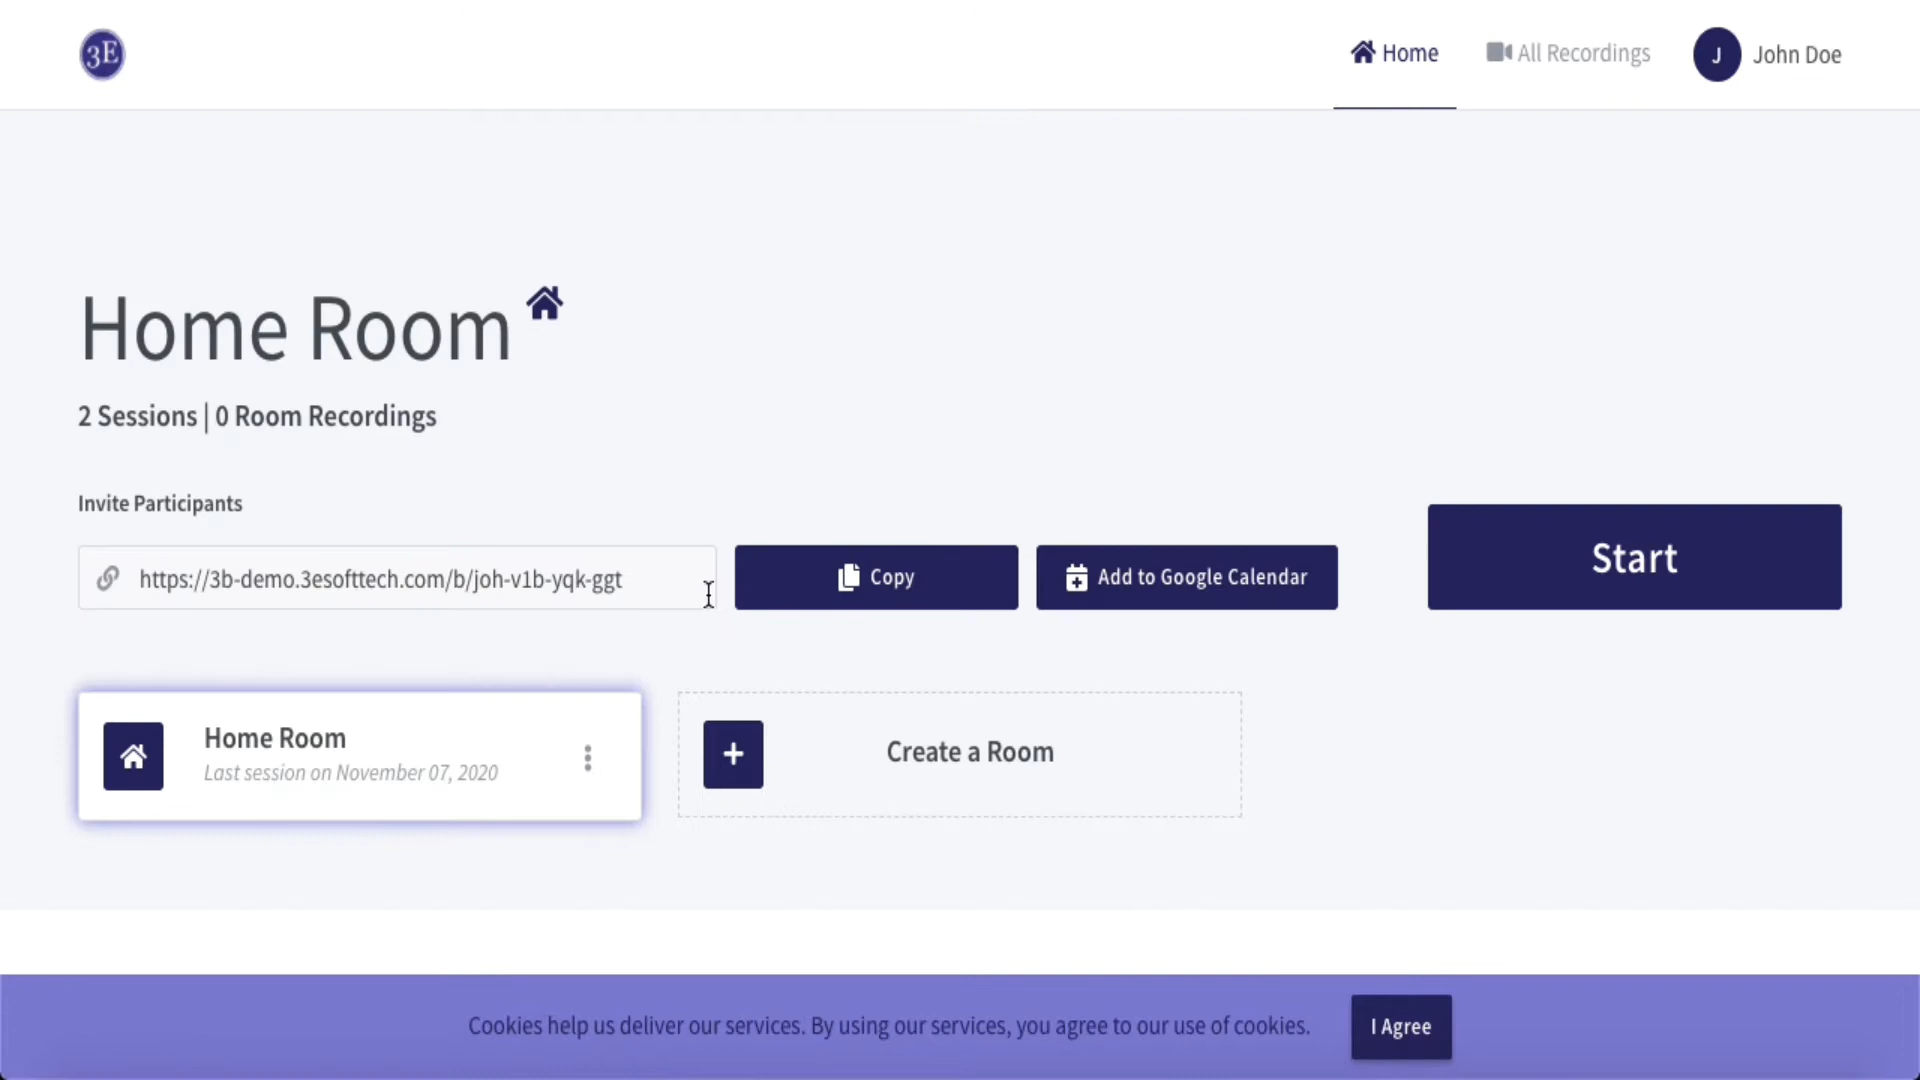 3E
Home
All Recordings
J
John Doe
Home Room
2 Sessions | 0 Room Recordings
Invite Participants
https://3b-demo.3esofttech.com/b/joh-v1b-yqk-ggt
Copy
Add to Google Calendar
Start
Home Room
Last session on November 07, 2020
Create a Room
Cookies help us deliver our services. By using our services, you agree to our use of cookies.
I Agree